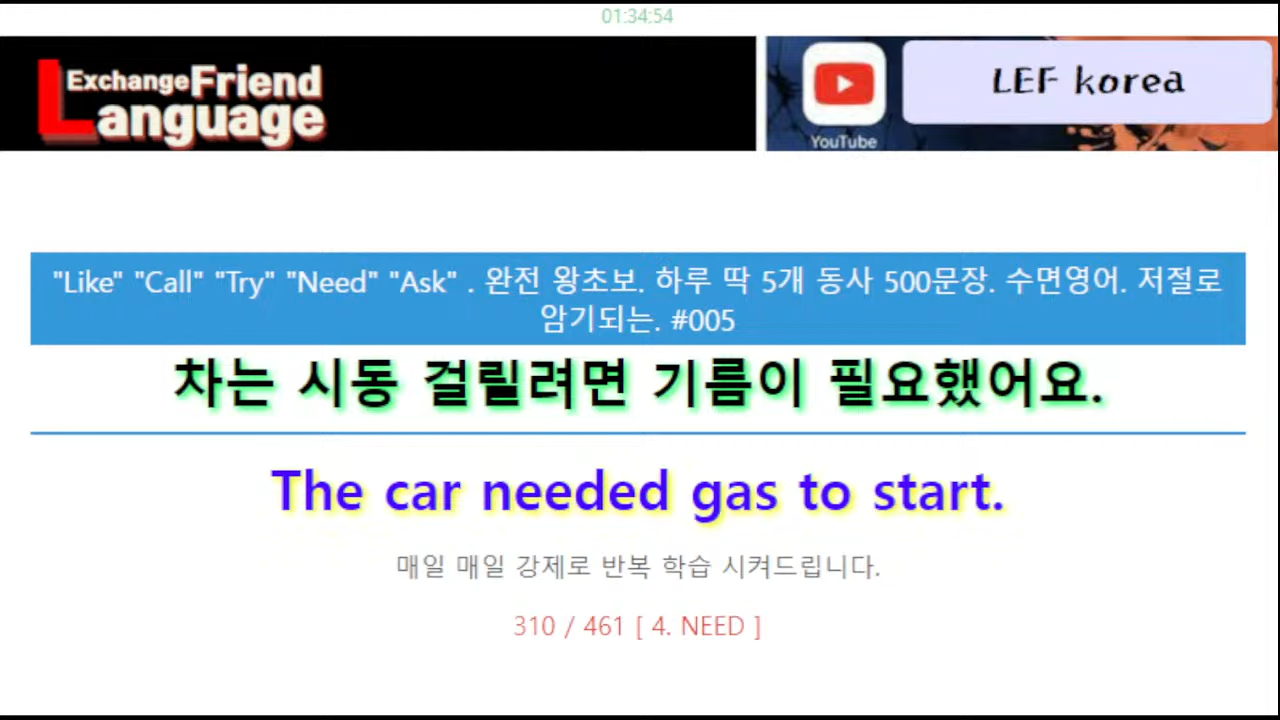 01:34:54
ExchangeFriend
Language
LEF korea
YouTube
"Like" "Call" "Try" "Need" "Ask" . 완전 왕초보. 하루 딱 5개 동사 500문장. 수면영어. 저절로
암기되는. #005
차는 시동 걸릴려면 기름이 필요했어요.
The car needed gas to start.
매일 매일 강제로 반복 학습 시켜드립니다.
310 / 461 [ 4. NEED ]